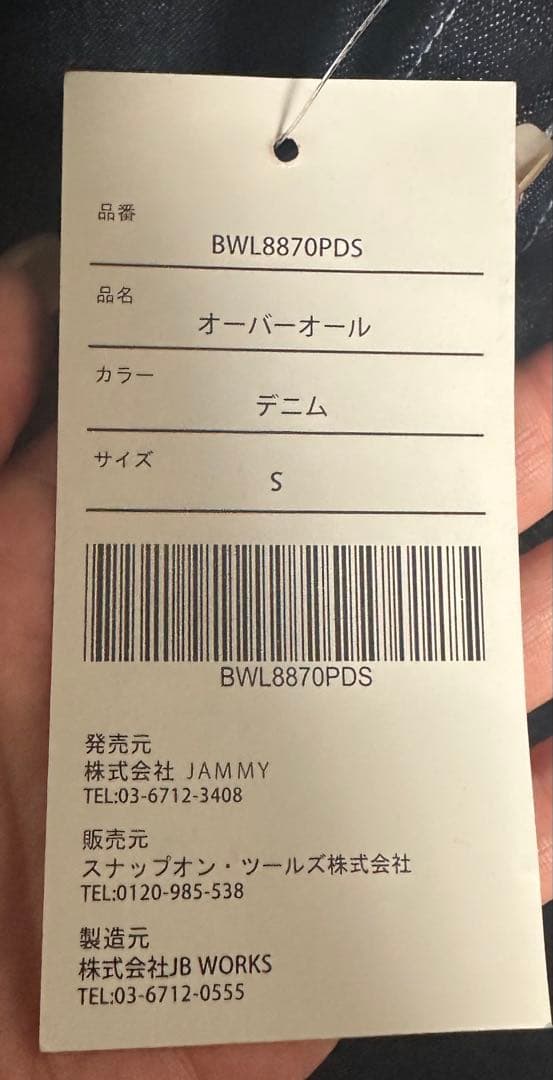 品番
BWL8870PDS
品名
オーバーオール
カラー
デニム
サイズ
S
BWL8870PDS
発売元
株式会社 JAMMY
TEL:03-6712-3408
販売元
スナップオン・ツールズ株式会社
TEL:0120-985-538
製造元
株式会社JB WORKS
TEL:03-6712-0555